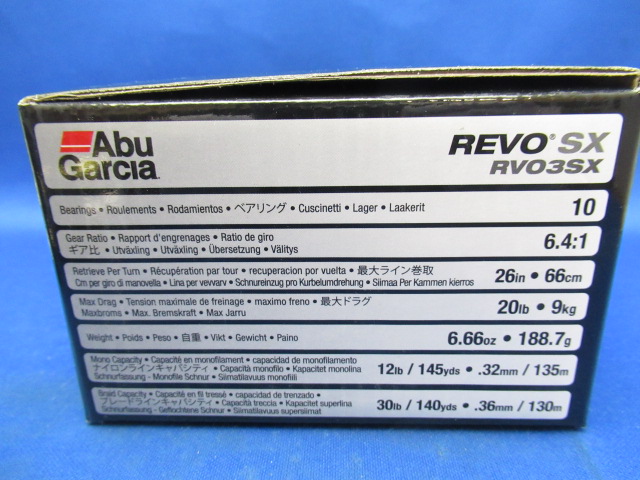 Abu
Garcia
REVO® SX
RVO3SX
Bearings • Roulements • Rodamientos • ベアリング • Cuscinetti • Lager • Laakerit
10
Gear Ratio • Rapport d'engrenages • Ratio de giro
ギア比 • Utväxling • Utväxling • Übersetzung • Välitys
6.4:1
Retrieve Per Turn • Récupération par tour • recuperacion por vuelta • 最大ライン巻取
Cm per giro di manovella • Lina per vevvarv • Schnureinzug pro Kurbelumdrehung • Siimaa Per Kammen kierros
26in • 66cm
Max Drag • Tension maximale de freinage • maximo freno • 最大ドラグ
Maxbroms • Max. Bremskraft • Max Jarru
20lb • 9kg
Weight • Poids • Peso • 自重 • Vikt • Gewicht • Paino
6.66oz • 188.7g
Mono Capacity • Capacité en monofilament • capacidad de monofilamento
ナイロンラインキャパシティ • Capacità monofilo • Kapacitet monolina
Schnurfassung - Monofile Schnur • Siimatilavuus monofiili
12lb / 145yds • .32mm / 135m
Braid Capacity • Capacité en fil tressé • capacidad de trenzado •
ブレードラインキャパシティ • Capacità treccia • Kapacitet superlina
Schnurfassung - Geflochtene Schnur • Siimatilavuus supersiimat
30lb / 140yds • .36mm / 130m